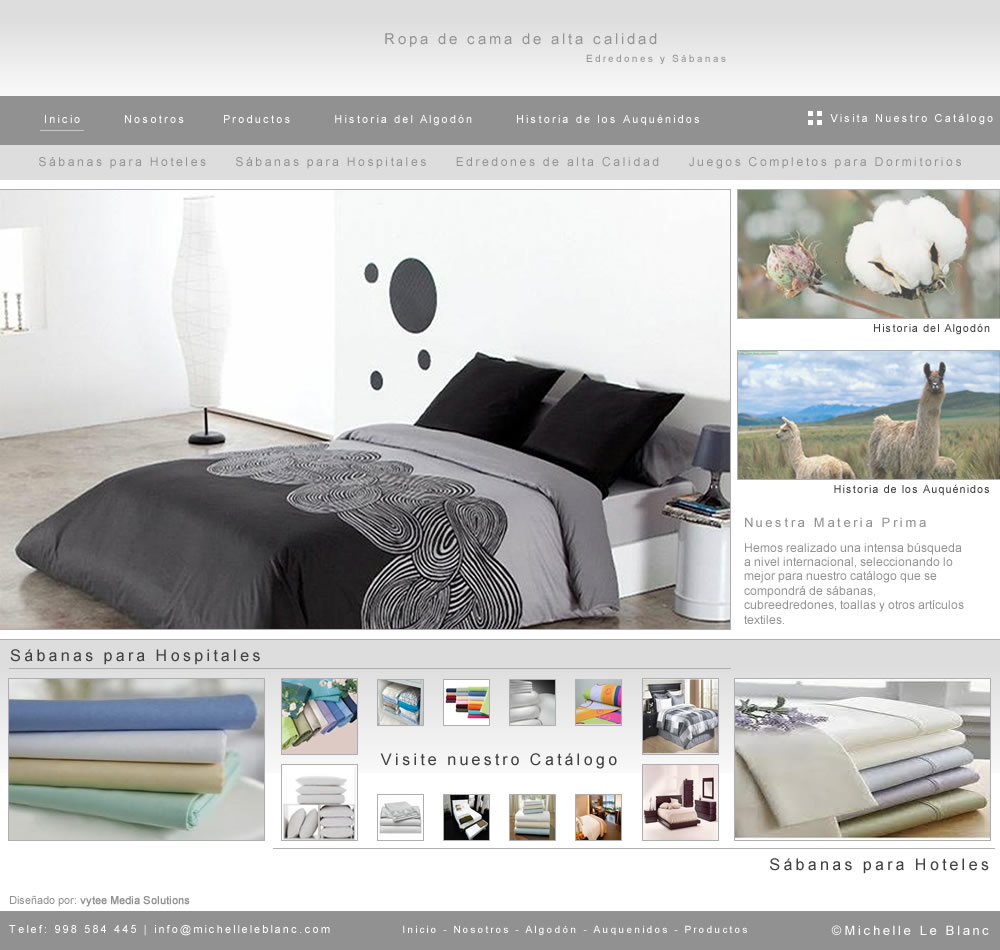 Ropa de cama de alta calidad
Edredones y Sábanas
Inicio
Nosotros
Productos
Historia del Algodón
Historia de los Auquénidos
Visita Nuestro Catálogo
Sábanas para Hoteles
Sábanas para Hospitales
Edredones de alta Calidad
Juegos Completos para Dormitorios
Historia del Algodón
Historia de los Auquénidos
Nuestra Materia Prima
Hemos realizado una intensa búsqueda
a nivel internacional, seleccionando lo
mejor para nuestro catálogo que se
compondrá de sábanas,
cubreedredones, toallas y otros artículos
textiles.
Sábanas para Hospitales
Visite nuestro Catálogo
Sábanas para Hoteles
Diseñado por: vytee Media Solutions
Telef: 998 584 445 | info@michelleleblanc.com
Inicio - Nosotros - Algodón - Auquenidos - Productos
©Michelle Le Blanc